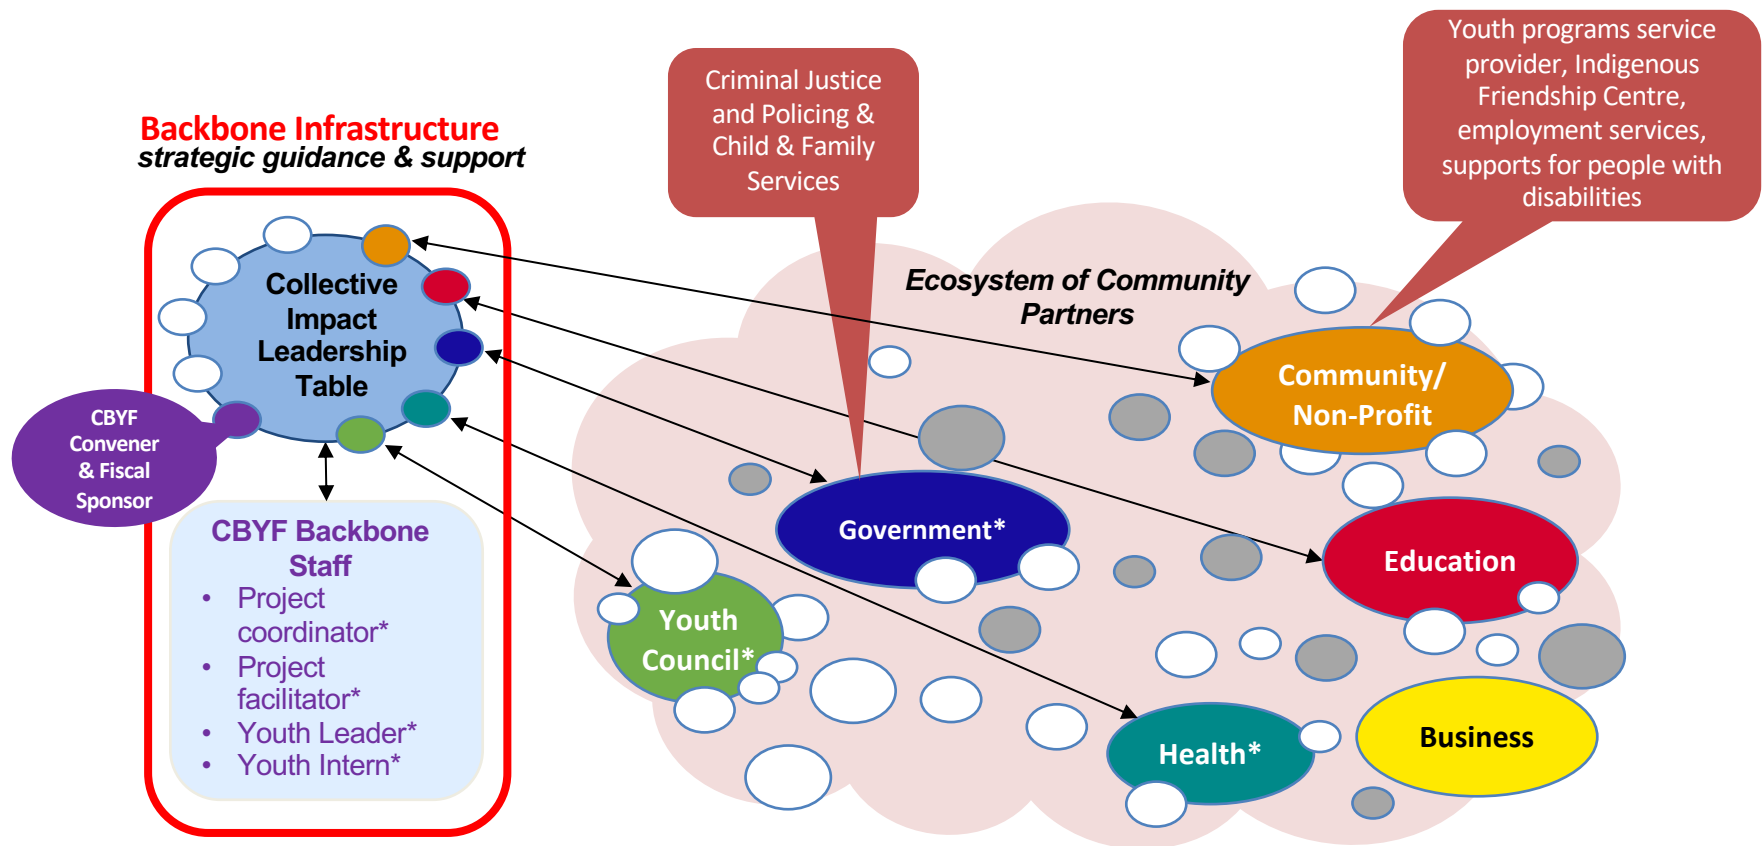 Backbone Infrastructure
strategic guidance & support
Collective
Impact
Leadership
Table
CBYF
Convener
& Fiscal
Sponsor
CBYF Backbone
Staff
• Project
coordinator*
• Project
facilitator*
• Youth Leader*
• Youth Intern*
Criminal Justice
and Policing &
Child & Family
Services
Youth programs service
provider, Indigenous
Friendship Centre,
employment services,
supports for people with
disabilities
Ecosystem of Community
Partners
Community/
Non-Profit
Government*
Education
Youth
Council*
Health*
Business